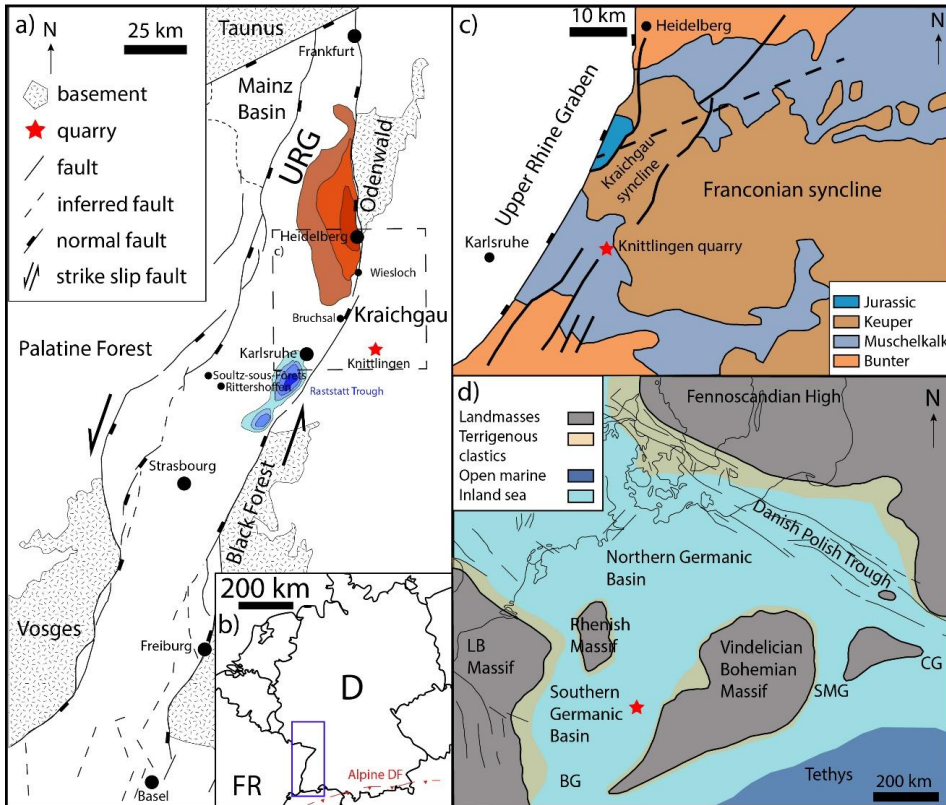 a)
N
25 km
basement
quarry
fault
inferred fault
normal fault
strike slip fault
Taunus
Frankfurt
Mainz
Basin
URG
Odenwald
Heidelberg
c)
Wiesloch
Bruchsal
Kraichgau
Karlsruhe
Knittlingen
Palatine Forest
Soultz-sous-Forets
Rittershoffen
Raststatt Trough
Strasbourg
Black Forest
Vosges
Freiburg
Basel
200 km
b)
D
FR
Alpine DF
c)
10 km
N
Heidelberg
Upper Rhine Graben
Kraichgau
syncline
Franconian syncline
Karlsruhe
Knittlingen quarry
Jurassic
Keuper
Muschelkalk
Bunter
d)
N
Landmasses
Terrigenous
clastics
Open marine
Inland sea
Fennoscandian High
Danish Polish Trough
Northern Germanic
Basin
Rhenish
Massif
LB
Massif
Vindelician
Bohemian
Massif
CG
SMG
Southern
Germanic
Basin
BG
Tethys
200 km